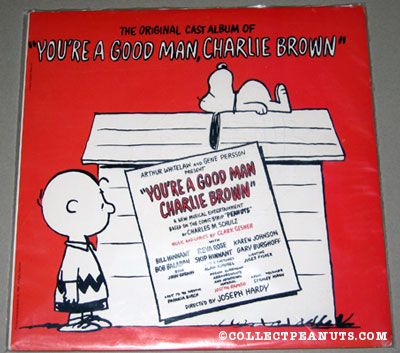 THE ORIGINAL CAST ALBUM OF
"YOU'RE A GOOD MAN, CHARLIE BROWN"
ARTHUR WHITELAW AND GENE PERSSON
PRESENT
"YOU'RE A GOOD MAN
CHARLIE BROWN"
A NEW MUSICAL ENTERTAINMENT
BASED ON THE COMIC STRIP "PEANUTS"
BY CHARLES M. SCHULZ
MUSIC AND LYRICS BY CLARK GESNER
WITH
BILL HINNANT REVA ROSE KAREN JOHNSON
BOB BALABAN SKIP HINNANT GARY BURGHOFF
DIRECTED BY JOSEPH HARDY
©COLLECTPEANUTS.COM